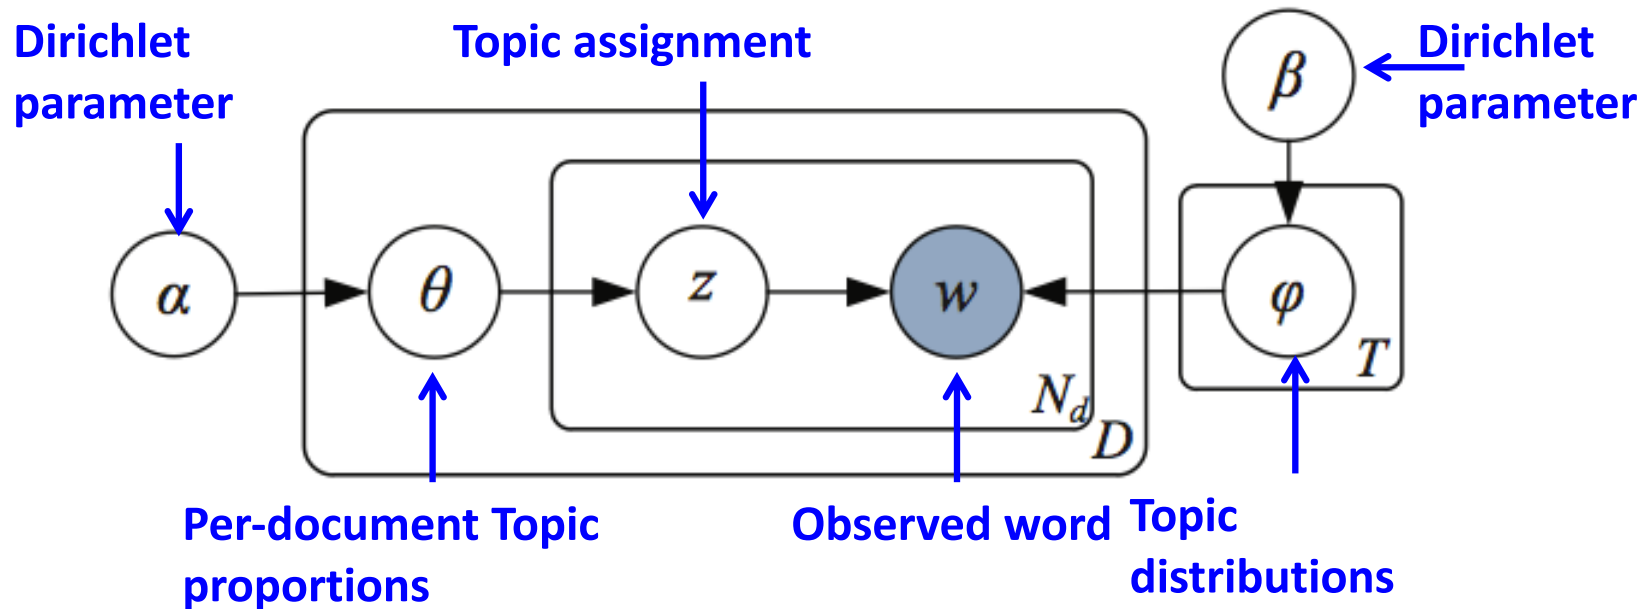 Dirichlet
parameter
Topic assignment
Dirichlet
parameter
β
α
θ
z
w
φ
T
N_d
D
Per-document Topic
proportions
Observed word
Topic
distributions